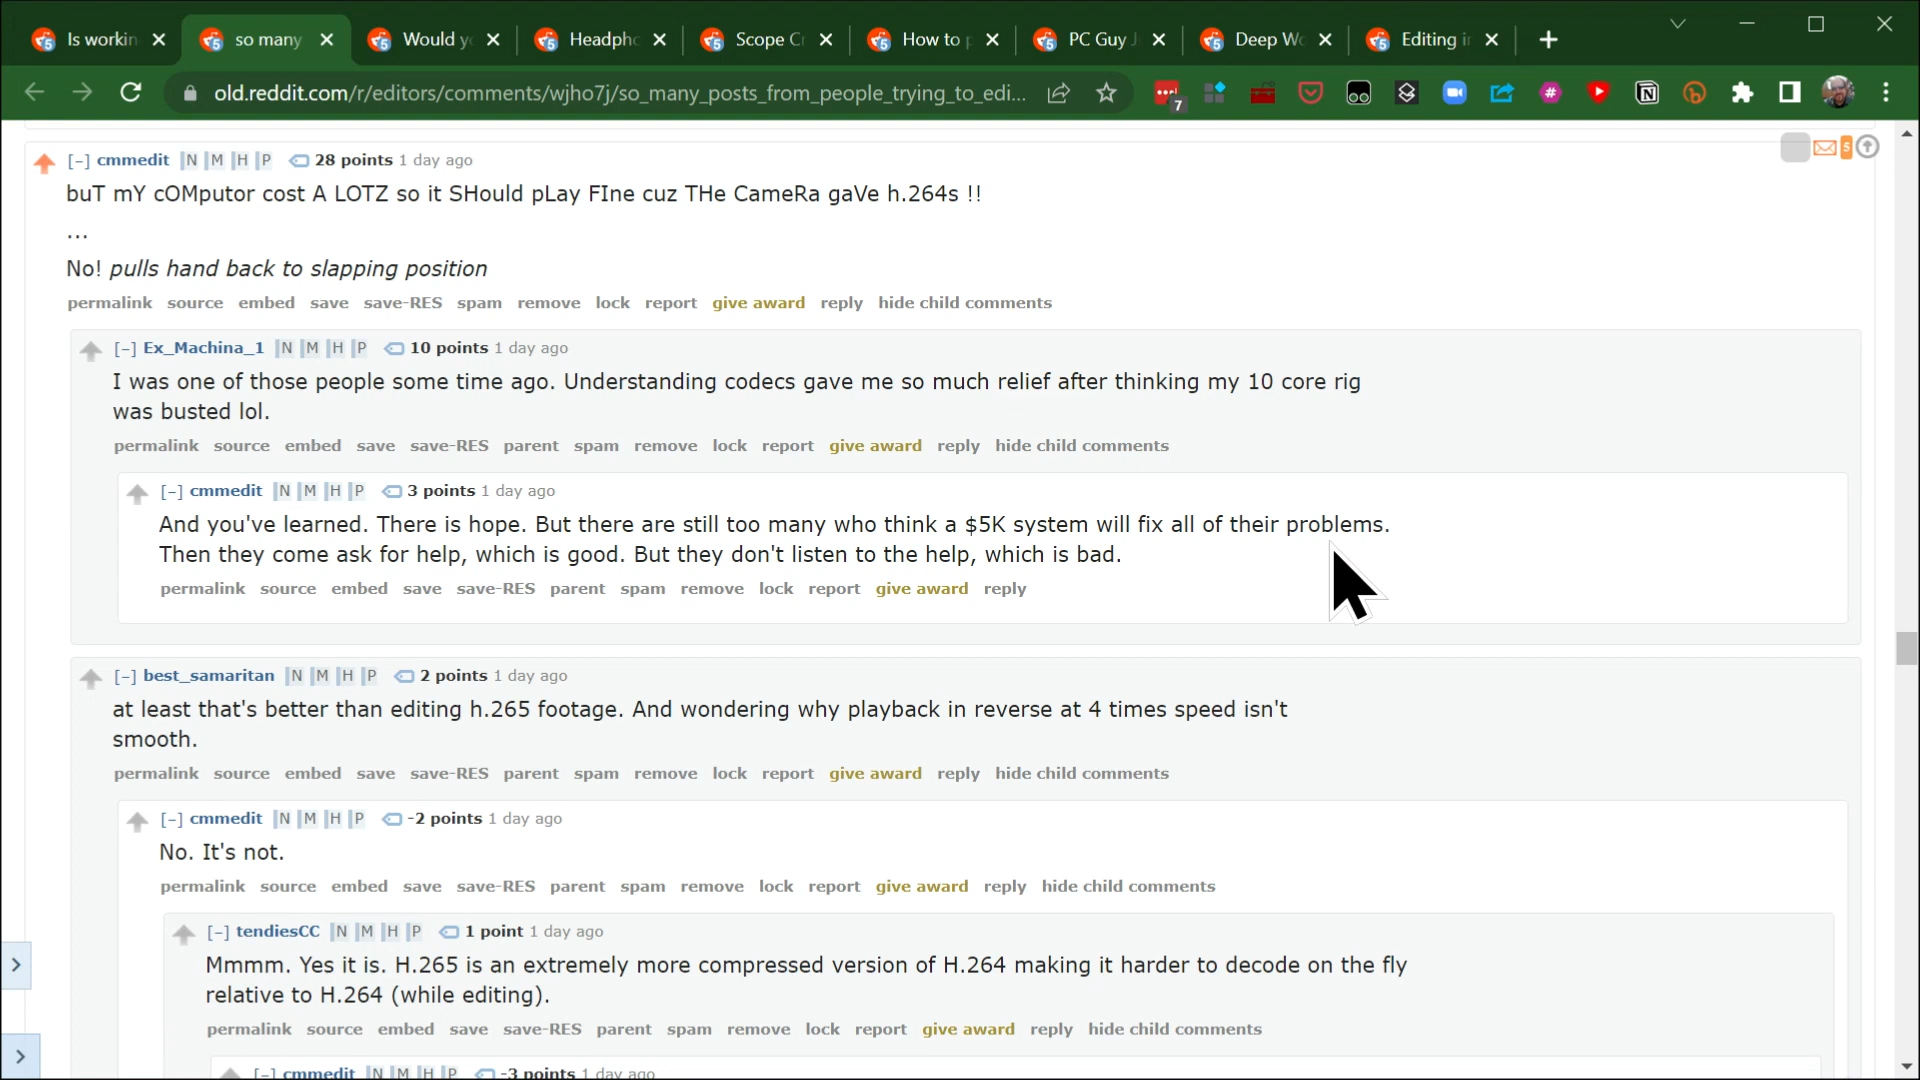 Is workin
so many
Would y
Headpho
Scope C
How to p
PC Guy
Deep Wo
Editing i
old.reddit.com/r/editors/comments/wjho7j/so_many_posts_from_people_trying_to_edi...
7
5
[–] cmmedit N M H P 28 points 1 day ago
buT mY cOMputor cost A LOTZ so it SHould pLay FIne cuz THe CameRa gaVe h.264s !!
...
No! pulls hand back to slapping position
permalink source embed save save-RES spam remove lock report give award reply hide child comments
[–] Ex_Machina_1 N M H P 10 points 1 day ago
I was one of those people some time ago. Understanding codecs gave me so much relief after thinking my 10 core rig
was busted lol.
permalink source embed save save-RES parent spam remove lock report give award reply hide child comments
[–] cmmedit N M H P 3 points 1 day ago
And you've learned. There is hope. But there are still too many who think a $5K system will fix all of their problems.
Then they come ask for help, which is good. But they don't listen to the help, which is bad.
permalink source embed save save-RES parent spam remove lock report give award reply
[–] best_samaritan N M H P 2 points 1 day ago
at least that's better than editing h.265 footage. And wondering why playback in reverse at 4 times speed isn't
smooth.
permalink source embed save save-RES parent spam remove lock report give award reply hide child comments
[–] cmmedit N M H P -2 points 1 day ago
No. It's not.
permalink source embed save save-RES parent spam remove lock report give award reply hide child comments
[–] tendiesCC N M H P 1 point 1 day ago
Mmmm. Yes it is. H.265 is an extremely more compressed version of H.264 making it harder to decode on the fly
relative to H.264 (while editing).
permalink source embed save save-RES parent spam remove lock report give award reply hide child comments
[–] cmmedit N M H P -3 points 1 day ago